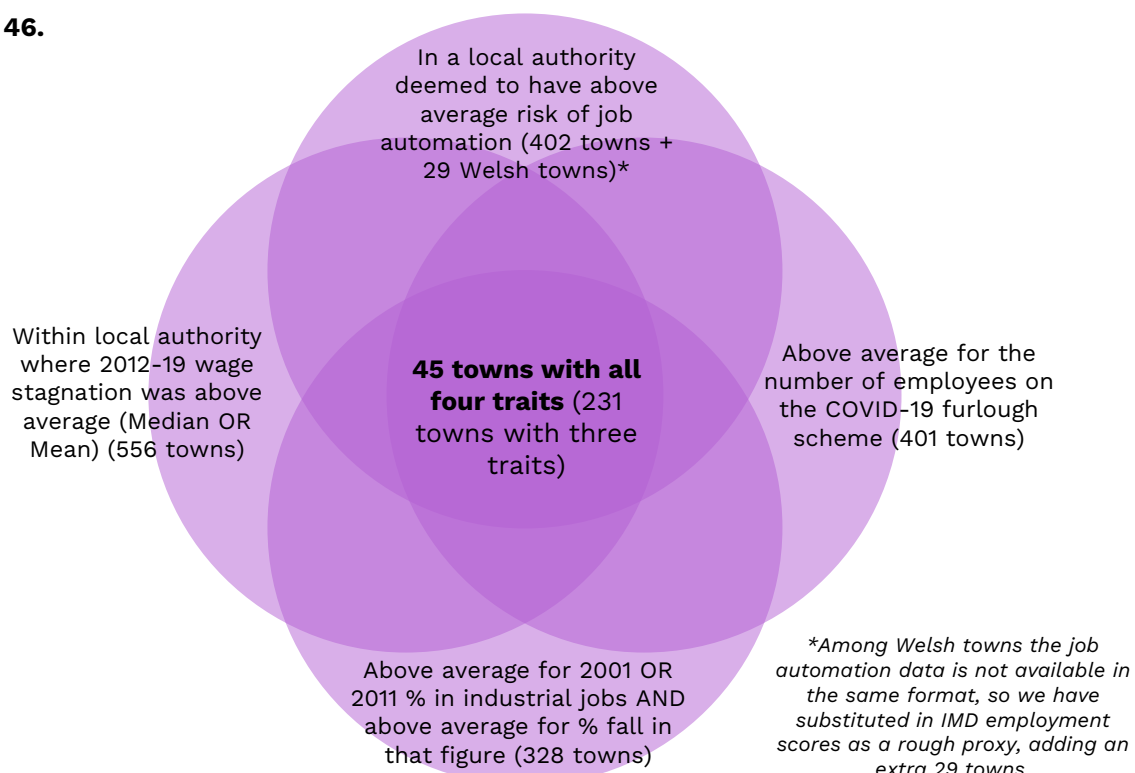 46.
In a local authority
deemed to have above
average risk of job
automation (402 towns +
29 Welsh towns)*
Within local authority
where 2012-19 wage
stagnation was above
average (Median OR
Mean) (556 towns)
45 towns with all
four traits (231
towns with three
traits)
Above average for the
number of employees on
the COVID-19 furlough
scheme (401 towns)
Above average for 2001 OR
2011 % in industrial jobs AND
above average for % fall in
that figure (328 towns)
*Among Welsh towns the job
automation data is not available in
the same format, so we have
substituted in IMD employment
scores as a rough proxy, adding an
extra 29 towns